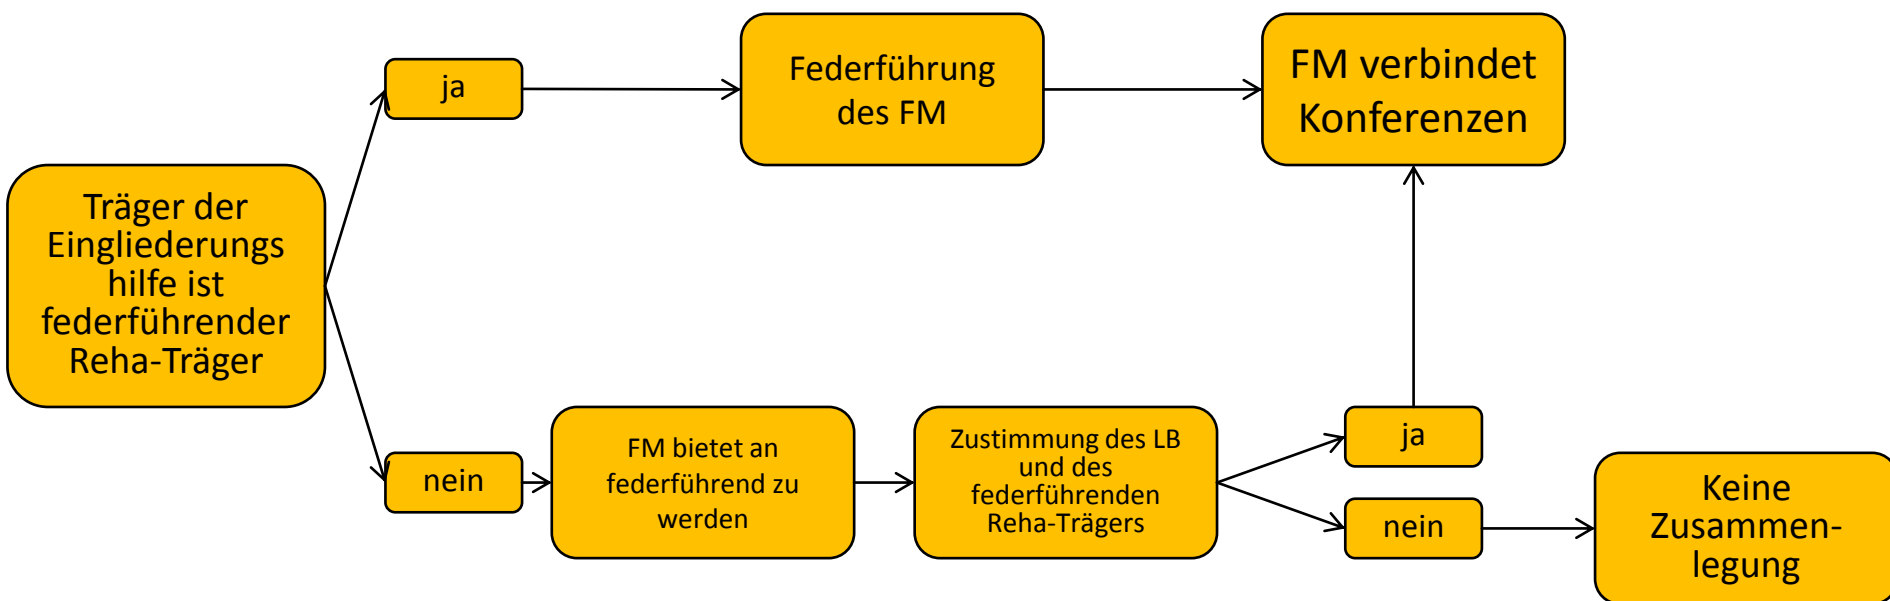 Träger der
Eingliederungs
hilfe ist
federführender
Reha-Träger
ja
Federführung
des FM
FM verbindet
Konferenzen
nein
FM bietet an
federführend zu
werden
Zustimmung des LB
und des
federführenden
Reha-Trägers
ja
nein
Keine
Zusammen-
legung